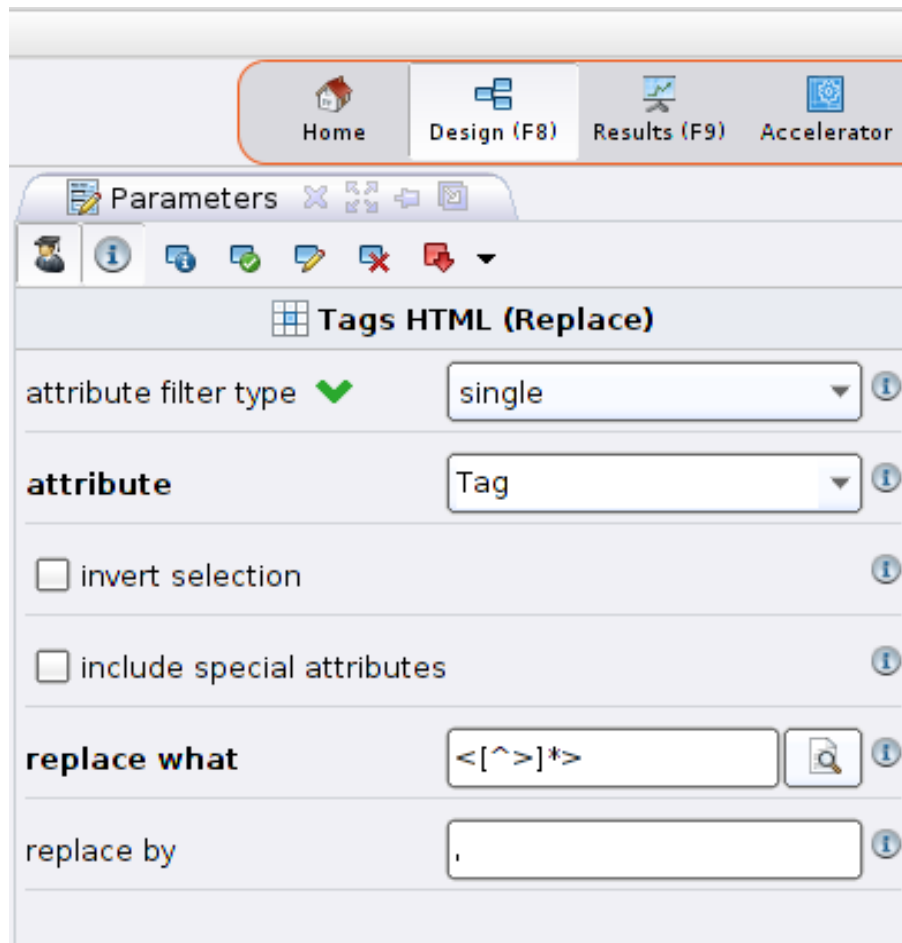 Home Design (F8) Results (F9) Accelerator
Parameters
Tags HTML (Replace)
attribute filter type single
attribute Tag
invert selection
include special attributes
replace what <[^>]*>
replace by ,